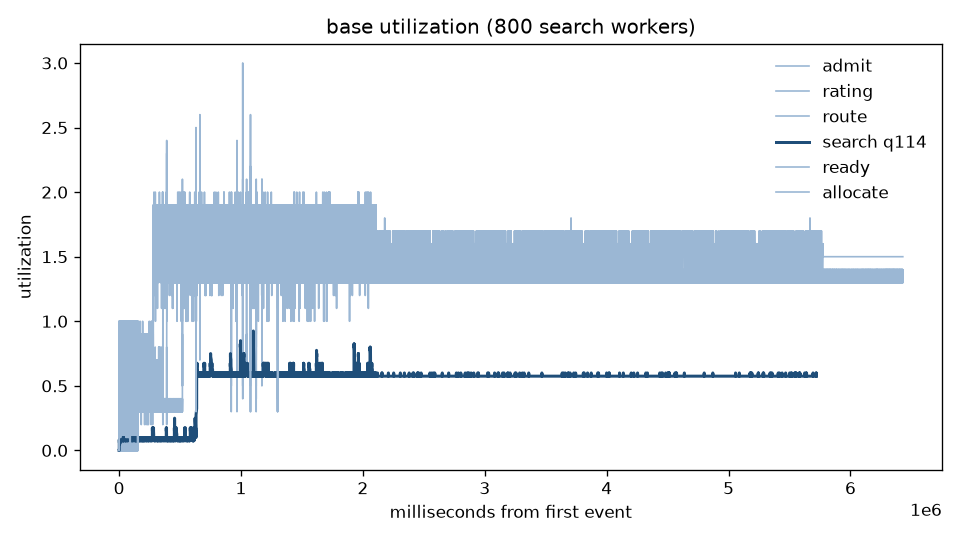 base utilization (800 search workers)
3.0
2.5
2.0
1.5
1.0
0.5
0.0
utilization
admit
rating
route
search q114
ready
allocate
0 1 2 3 4 5 6
1e6
milliseconds from first event